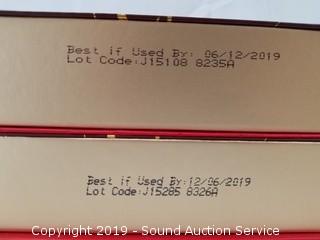 Best if Used By: 06/12/2019
Lot Code:J15108 8235A
Best if Used By:12/06/2019
Lot Code:J15285 8326A
Copyright 2019 - Sound Auction Service